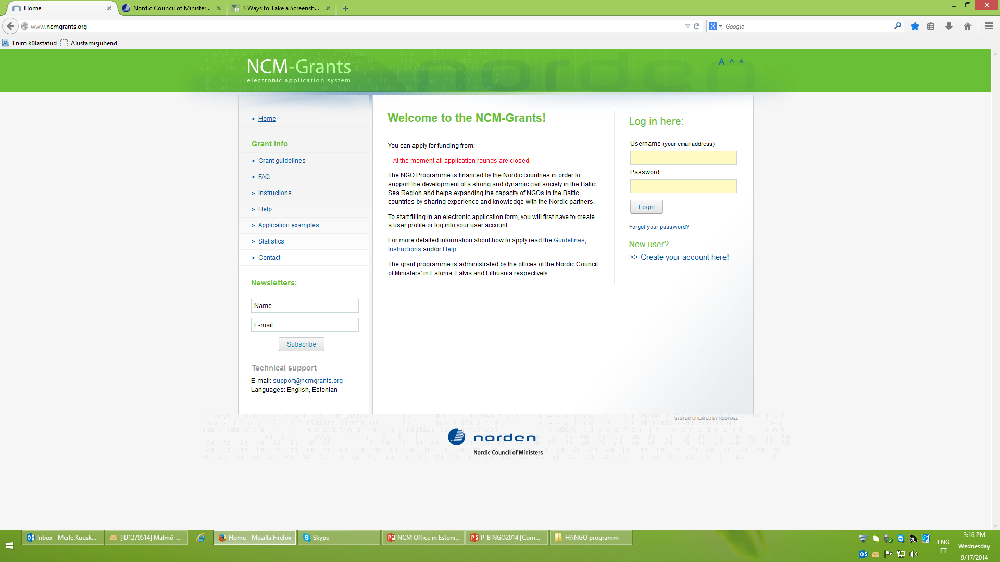 Home
Nordic Council of Minister...
3 Ways to Take a Screensh...
www.ncmgrants.org
Google
Enim külastatud
Alustamisjuhend
NCM-Grants
electronic application system
norden
A A A
> Home
Grant info
> Grant guidelines
> FAQ
> Instructions
> Help
> Application examples
> Statistics
> Contact
Newsletters:
Name
E-mail
Subscribe
Technical support
E-mail: support@ncmgrants.org
Languages: English, Estonian
Welcome to the NCM-Grants!
You can apply for funding from:
At the moment all application rounds are closed.
The NGO Programme is financed by the Nordic countries in order to
support the development of a strong and dynamic civil society in the Baltic
Sea Region and helps expanding the capacity of NGOs in the Baltic
countries by sharing experience and knowledge with the Nordic partners.
To start filling in an electronic application form, you will first have to create
a user profile or log into your user account.
For more detailed information about how to apply read the Guidelines,
Instructions and/or Help.
The grant programme is administrated by the offices of the Nordic Council
of Ministers' in Estonia, Latvia and Lithuania respectively.
Log in here:
Username (your email address)
Password
Login
Forgot your password?
New user?
>> Create your account here!
SYSTEM CREATED BY REDWALL
norden
Nordic Council of Ministers
Inbox - Merle.Kuusk...
[ID1279514] Malmö-...
Home - Mozilla Firefox
Skype
NCM Office in Estoni...
P-B NGO2014 [Com...
H:\NGO programm
ENG
ET
3:16 PM
Wednesday
9/17/2014